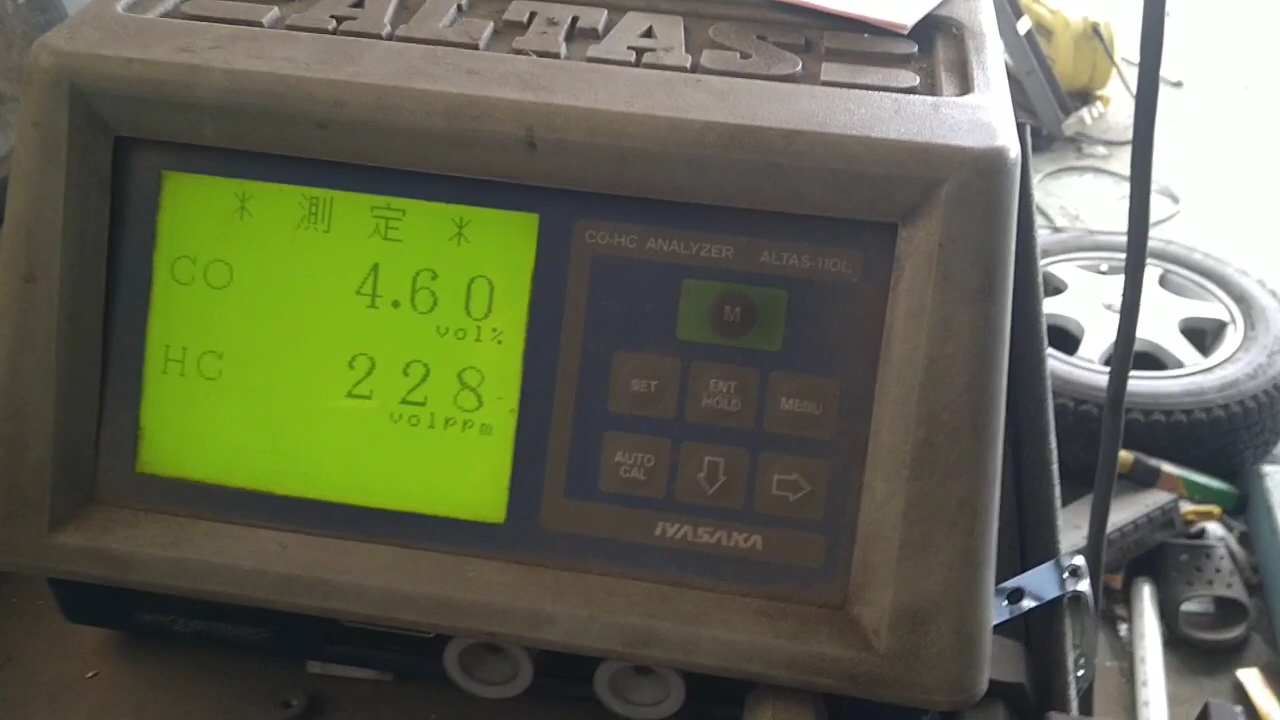 ALTAS
* 測 定 *
CO 4.60
vol%
HC 228
volppm
CO-HC ANALYZER ALTAS-110L
M
SET
ENT
HOLD
MENU
AUTO
CAL
IYASAKA